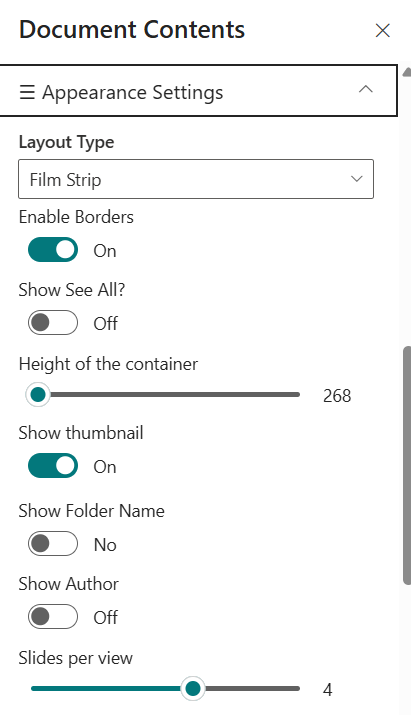 Document Contents
Appearance Settings
Layout Type
Film Strip
Enable Borders
On
Show See All?
Off
Height of the container
268
Show thumbnail
On
Show Folder Name
No
Show Author
Off
Slides per view
4